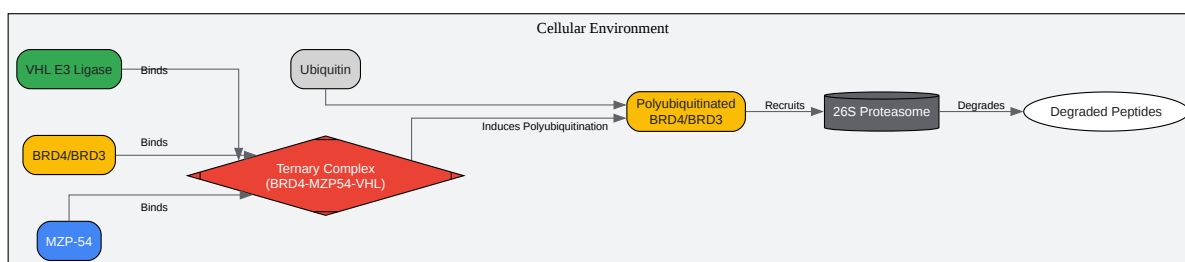 Cellular Environment
VHL E3 Ligase
Binds
Ubiquitin
Polyubiquitinated
BRD4/BRD3
Recruits
26S Proteasome
Degrades
Degraded Peptides
Induces Polyubiquitination
BRD4/BRD3
Binds
Ternary Complex
(BRD4-MZP54-VHL)
Binds
MZP-54